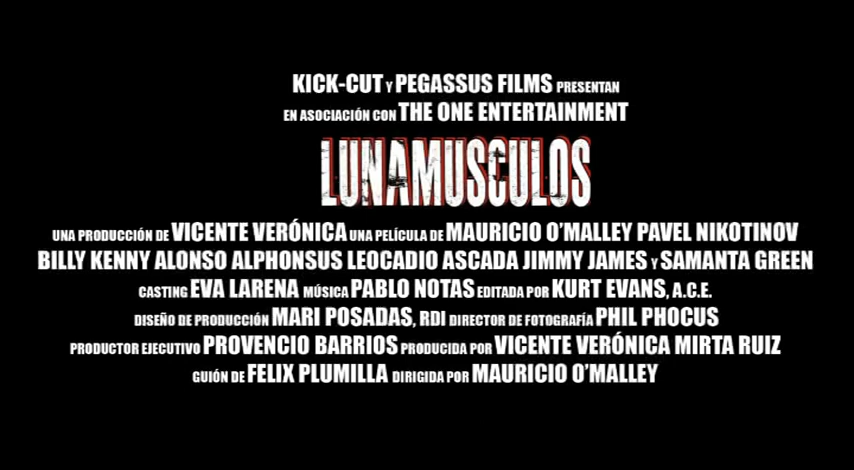 KICK-CUT Y PEGASSUS FILMS PRESENTAN
EN ASOCIACIÓN CON THE ONE ENTERTAINMENT
LUNAMUSCULOS
UNA PRODUCCIÓN DE VICENTE VERÓNICA UNA PELÍCULA DE MAURICIO O'MALLEY PAVEL NIKOTINOV
BILLY KENNY ALONSO ALPHONSUS LEOCADIO ASCADA JIMMY JAMES Y SAMANTA GREEN
CASTING EVA LARENA MÚSICA PABLO NOTAS EDITADA POR KURT EVANS, A.C.E.
DISEÑO DE PRODUCCIÓN MARI POSADAS, RDI DIRECTOR DE FOTOGRAFÍA PHIL PHOCUS
PRODUCTOR EJECUTIVO PROVENCIO BARRIOS PRODUCIDA POR VICENTE VERÓNICA MIRTA RUIZ
GUIÓN DE FELIX PLUMILLA DIRIGIDA POR MAURICIO O'MALLEY